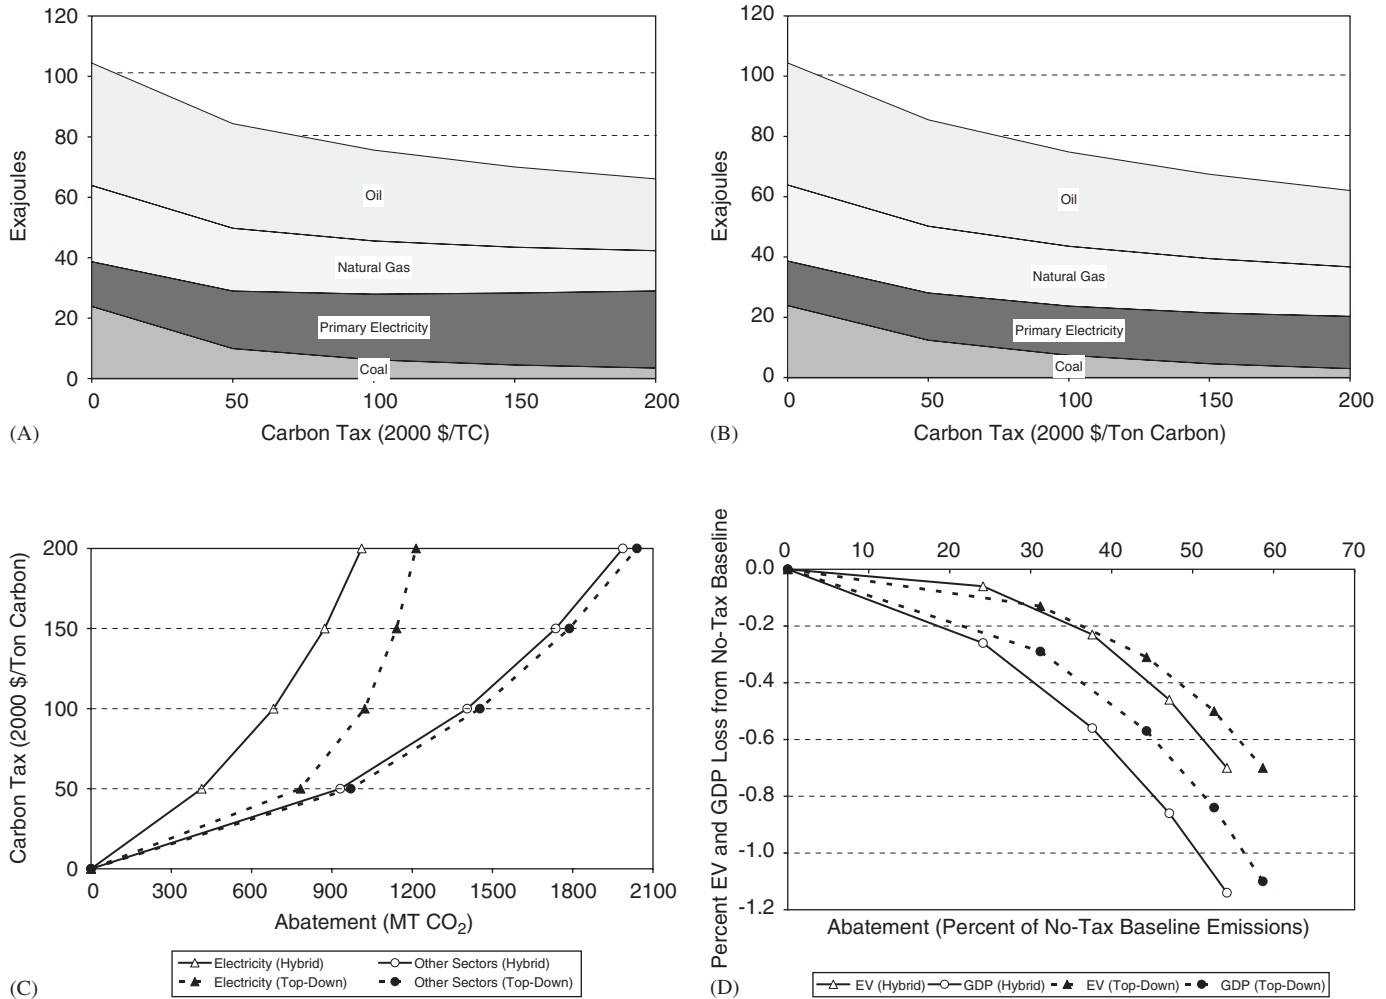 120
100
80
60
40
20
0
Exajoules
Oil
Natural Gas
Primary Electricity
Coal
0 50 100 150 200
Carbon Tax (2000 $/TC)
(A)
120
100
80
60
40
20
0
Exajoules
Oil
Natural Gas
Primary Electricity
Coal
0 50 100 150 200
Carbon Tax (2000 $/Ton Carbon)
(B)
200
150
100
50
0
Carbon Tax (2000 $/Ton Carbon)
0 300 600 900 1200 1500 1800 2100
Abatement (MT CO₂)
Electricity (Hybrid) Other Sectors (Hybrid)
Electricity (Top-Down) Other Sectors (Top-Down)
(C)
Percent EV and GDP Loss from No-Tax Baseline
0 10 20 30 40 50 60 70
0.0
-0.2
-0.4
-0.6
-0.8
-1.0
-1.2
Abatement (Percent of No-Tax Baseline Emissions)
EV (Hybrid) GDP (Hybrid) EV (Top-Down) GDP (Top-Down)
(D)